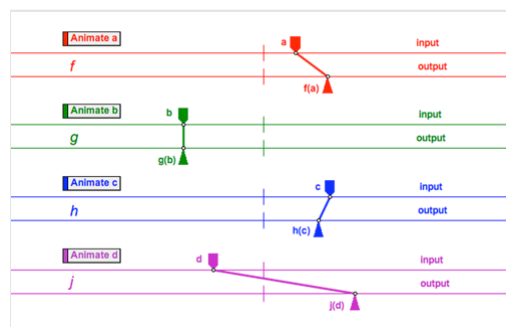 Animate a
a
input
f
output
f(a)
Animate b
b
input
g
output
g(b)
Animate c
c
input
h
output
h(c)
Animate d
d
input
j
output
j(d)